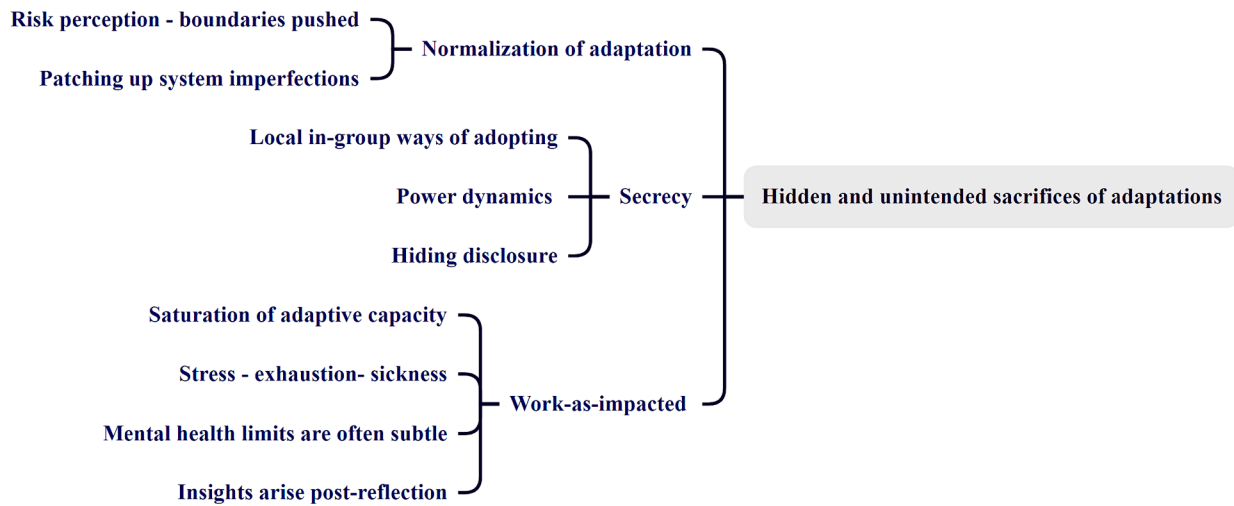 Risk perception - boundaries pushed
Normalization of adaptation
Patching up system imperfections
Local in-group ways of adopting
Power dynamics
Secrecy
Hidden and unintended sacrifices of adaptations
Hiding disclosure
Saturation of adaptive capacity
Stress - exhaustion- sickness
Work-as-impacted
Mental health limits are often subtle
Insights arise post-reflection